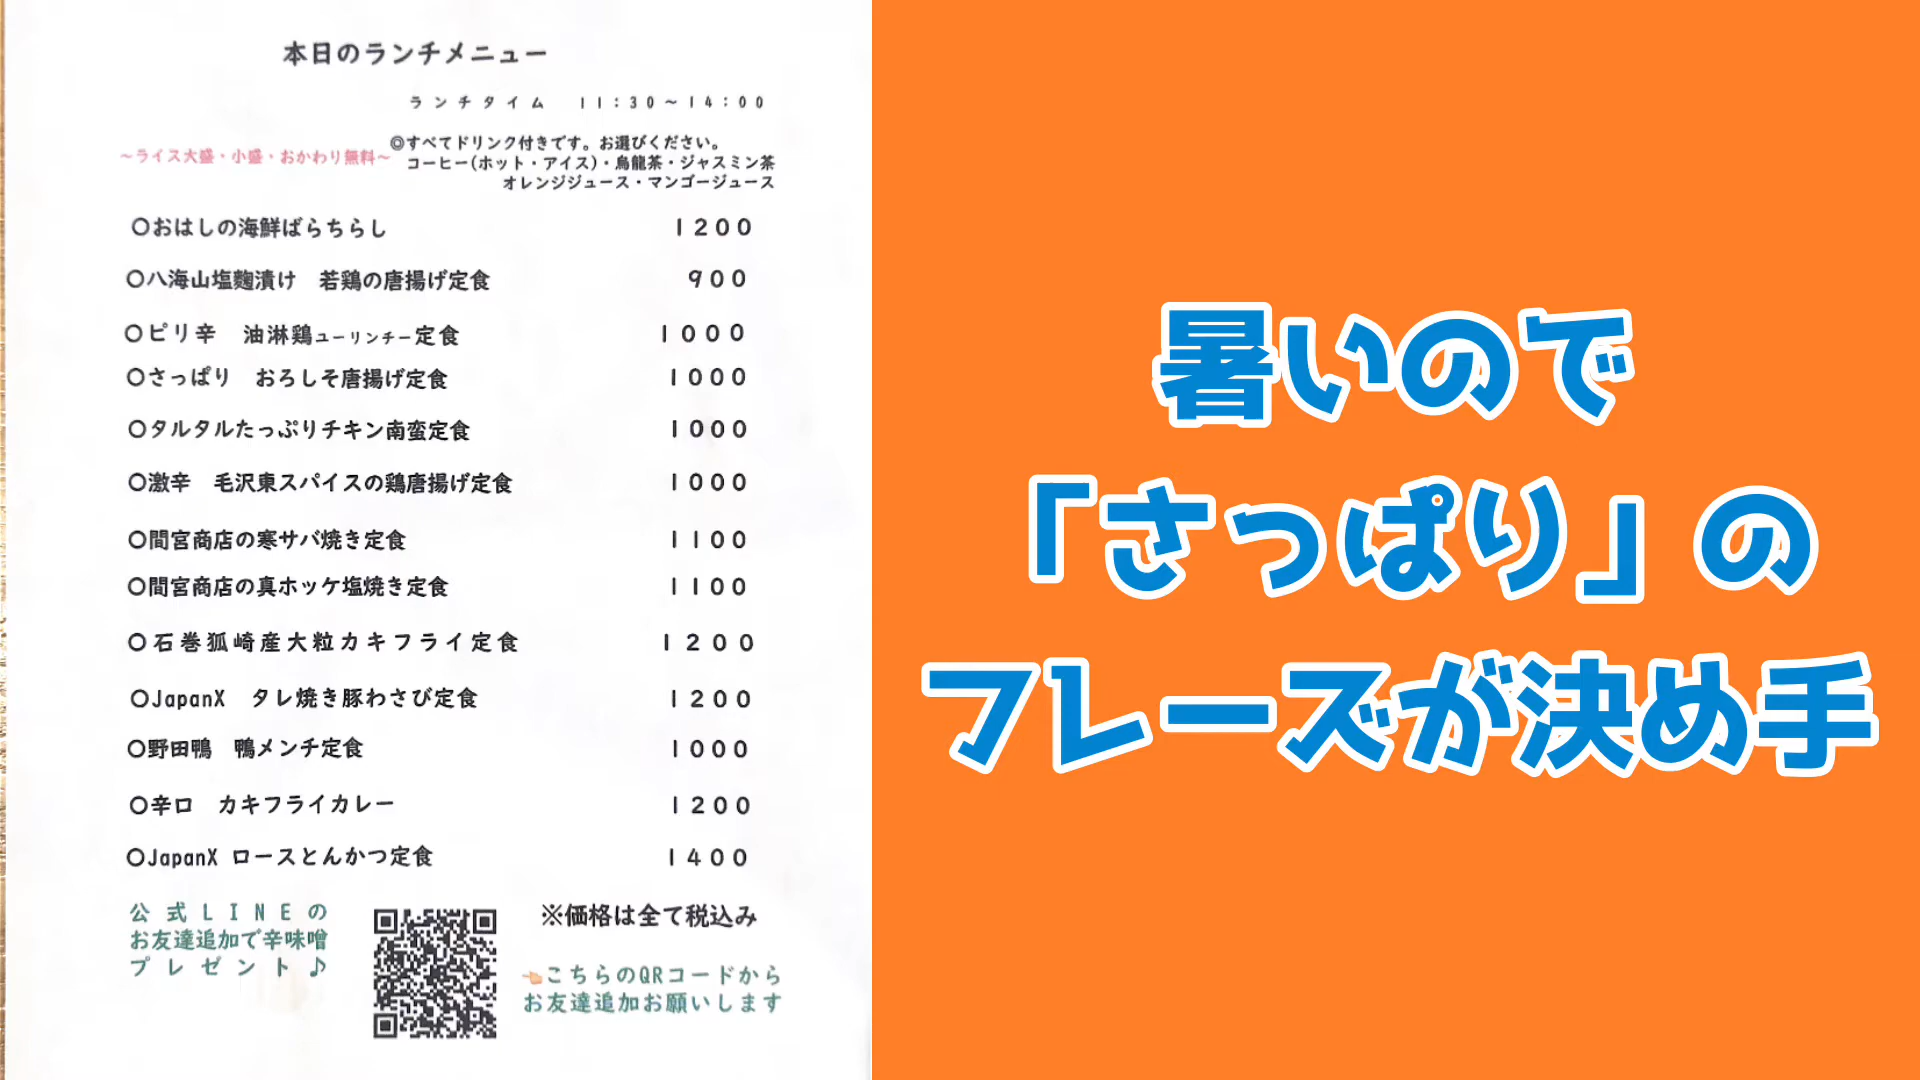 本日のランチメニュー
ランチタイム　11:30～14:00
～ライス大盛・小盛・おかわり無料～
◎すべてドリンク付きです。お選びください。
コーヒー(ホット・アイス)・烏龍茶・ジャスミン茶
オレンジジュース・マンゴージュース
〇おはしの海鮮ばらちらし　1200
〇八海山塩麴漬け　若鶏の唐揚げ定食　900
〇ピリ辛　油淋鶏ユーリンチー定食　1000
〇さっぱり　おろしそ唐揚げ定食　1000
〇タルタルたっぷりチキン南蛮定食　1000
〇激辛　毛沢東スパイスの鶏唐揚げ定食　1000
〇間宮商店の寒サバ焼き定食　1100
〇間宮商店の真ホッケ塩焼き定食　1100
〇石巻狐崎産大粒カキフライ定食　1200
〇JapanX　タレ焼き豚わさび定食　1200
〇野田鴨　鴨メンチ定食　1000
〇辛口　カキフライカレー　1200
〇JapanX ロースとんかつ定食　1400
公式LINEの
お友達追加で辛味噌
プレゼント♪
※価格は全て税込み
👈こちらのQRコードから
お友達追加お願いします
暑いので
「さっぱり」の
フレーズが決め手